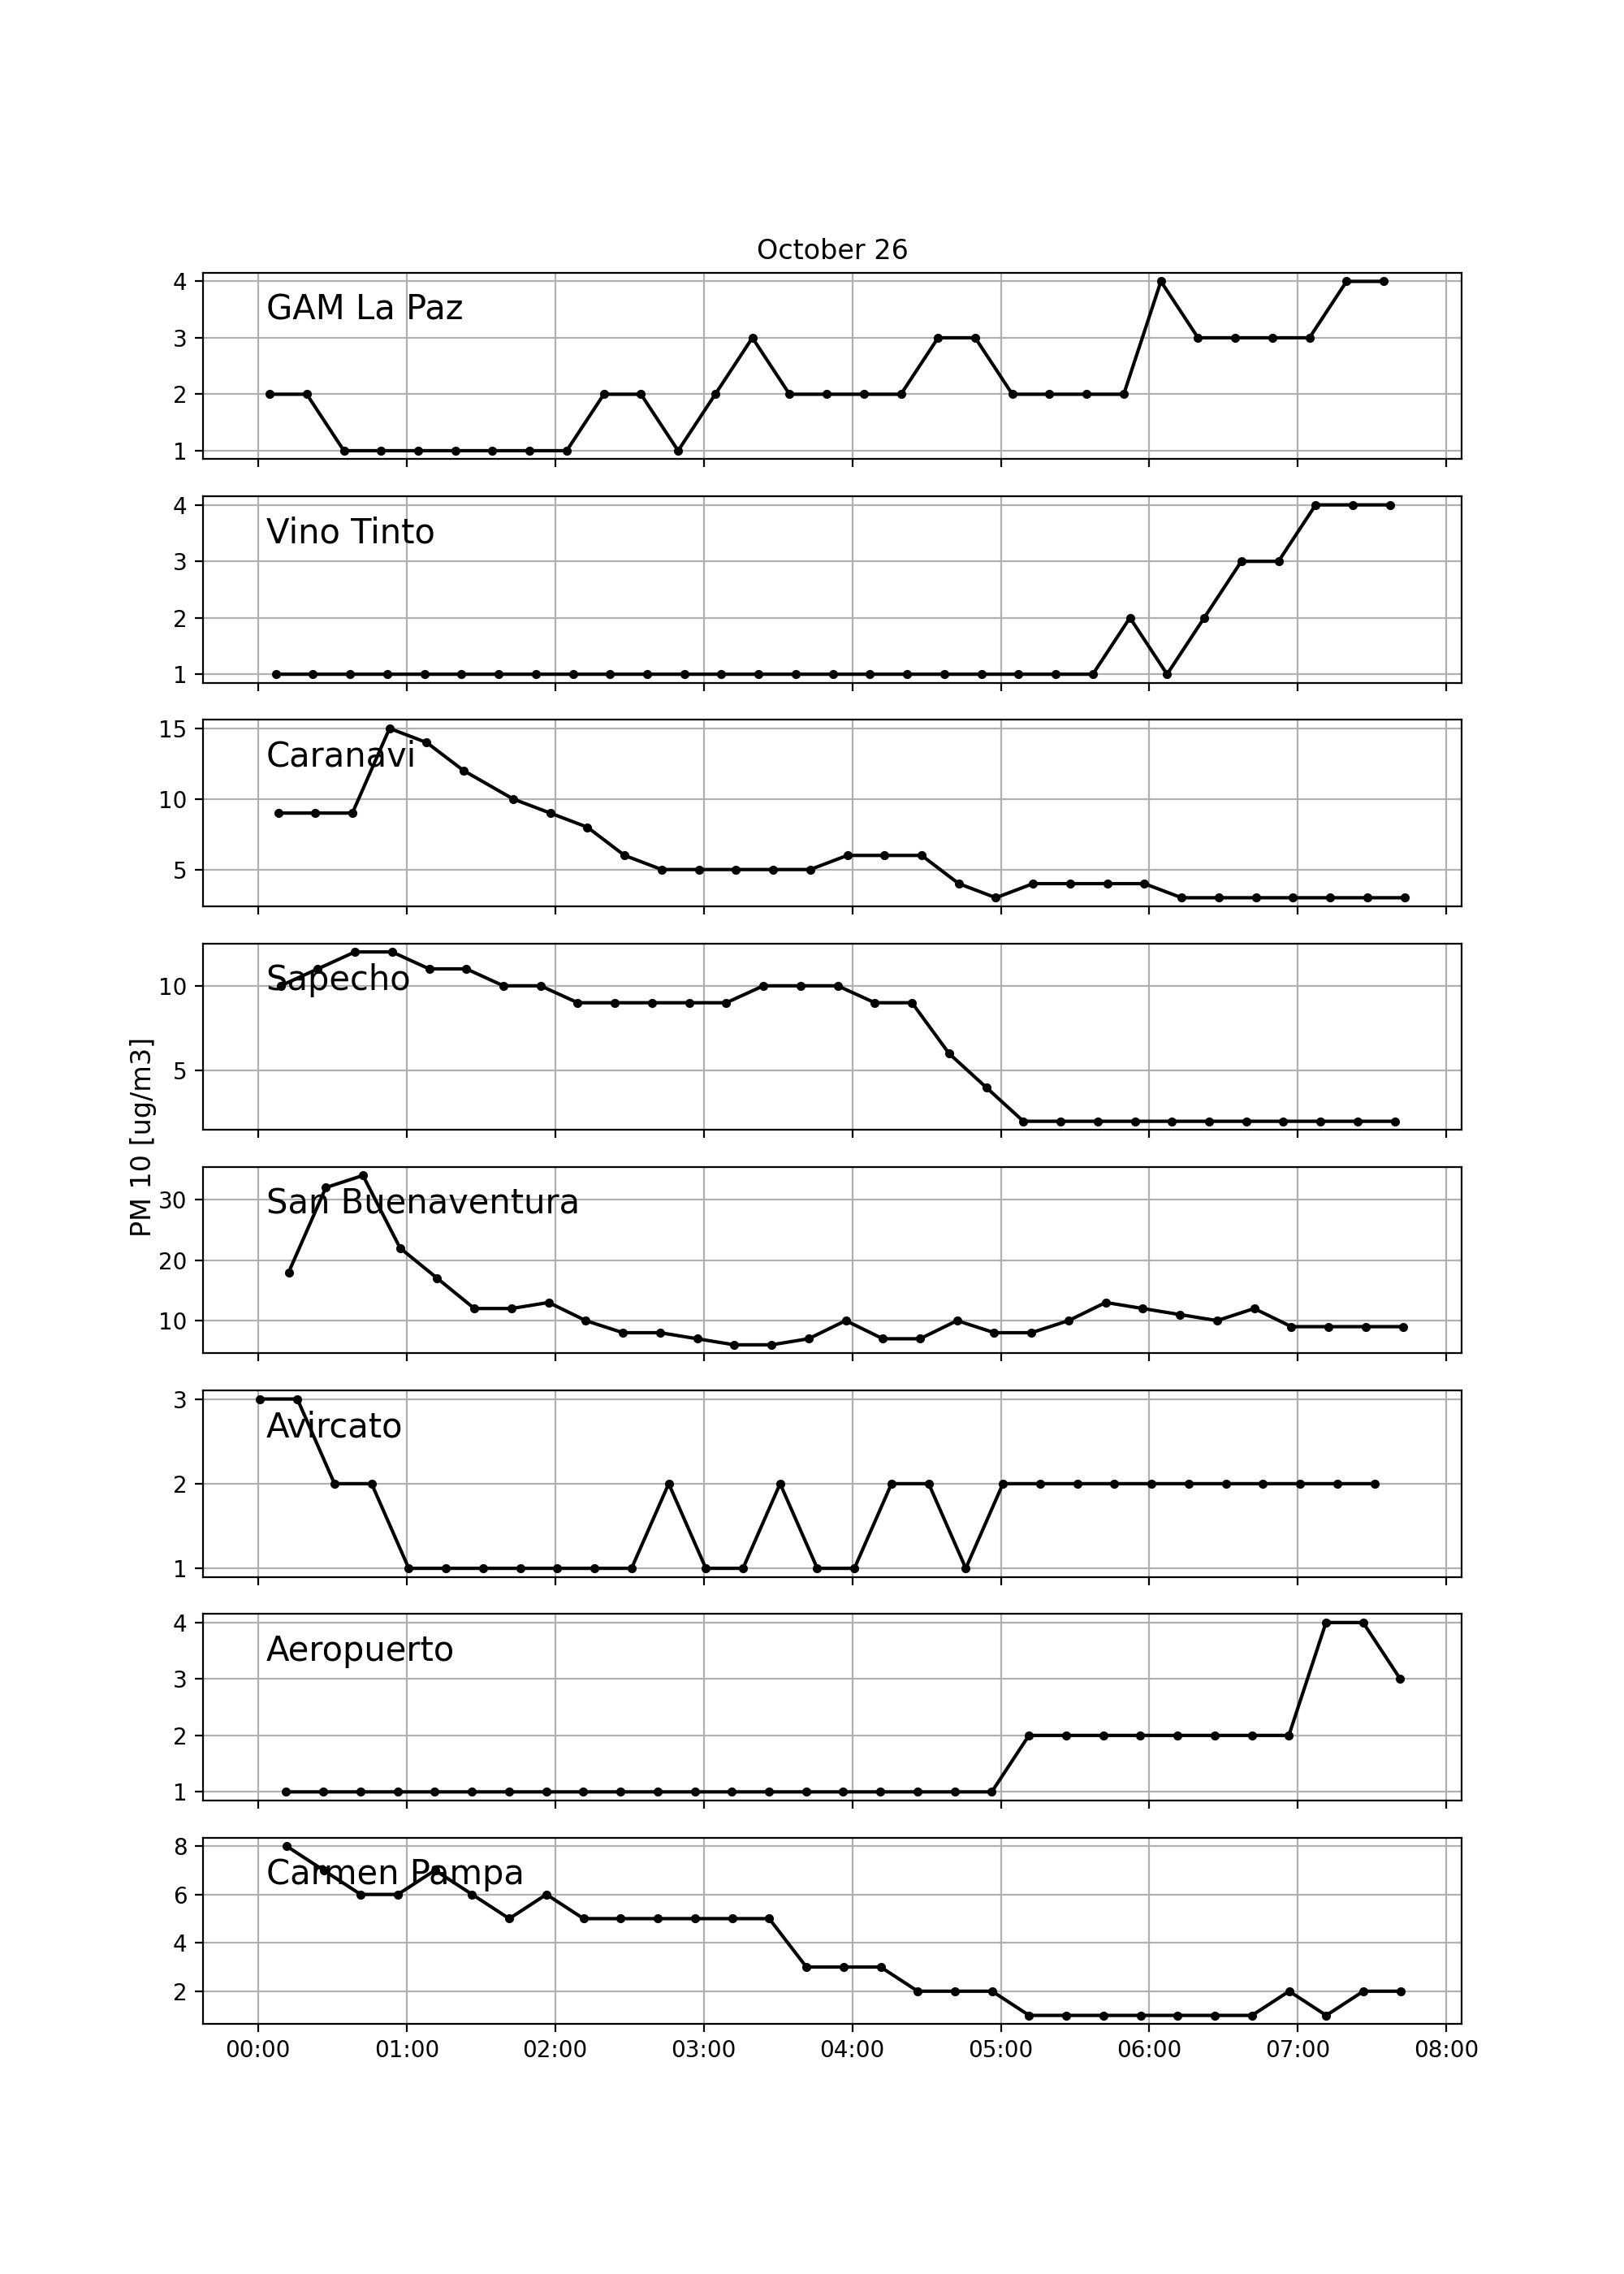 October 26
PM 10 [ug/m3]
4
GAM La Paz
3
2
1
4
Vino Tinto
3
2
1
15
Caranavi
10
5
Sapecho
10
5
San Buenaventura
30
20
10
3
Avircato
2
1
4
Aeropuerto
3
2
1
8
Carmen Pampa
6
4
2
00:00 01:00 02:00 03:00 04:00 05:00 06:00 07:00 08:00